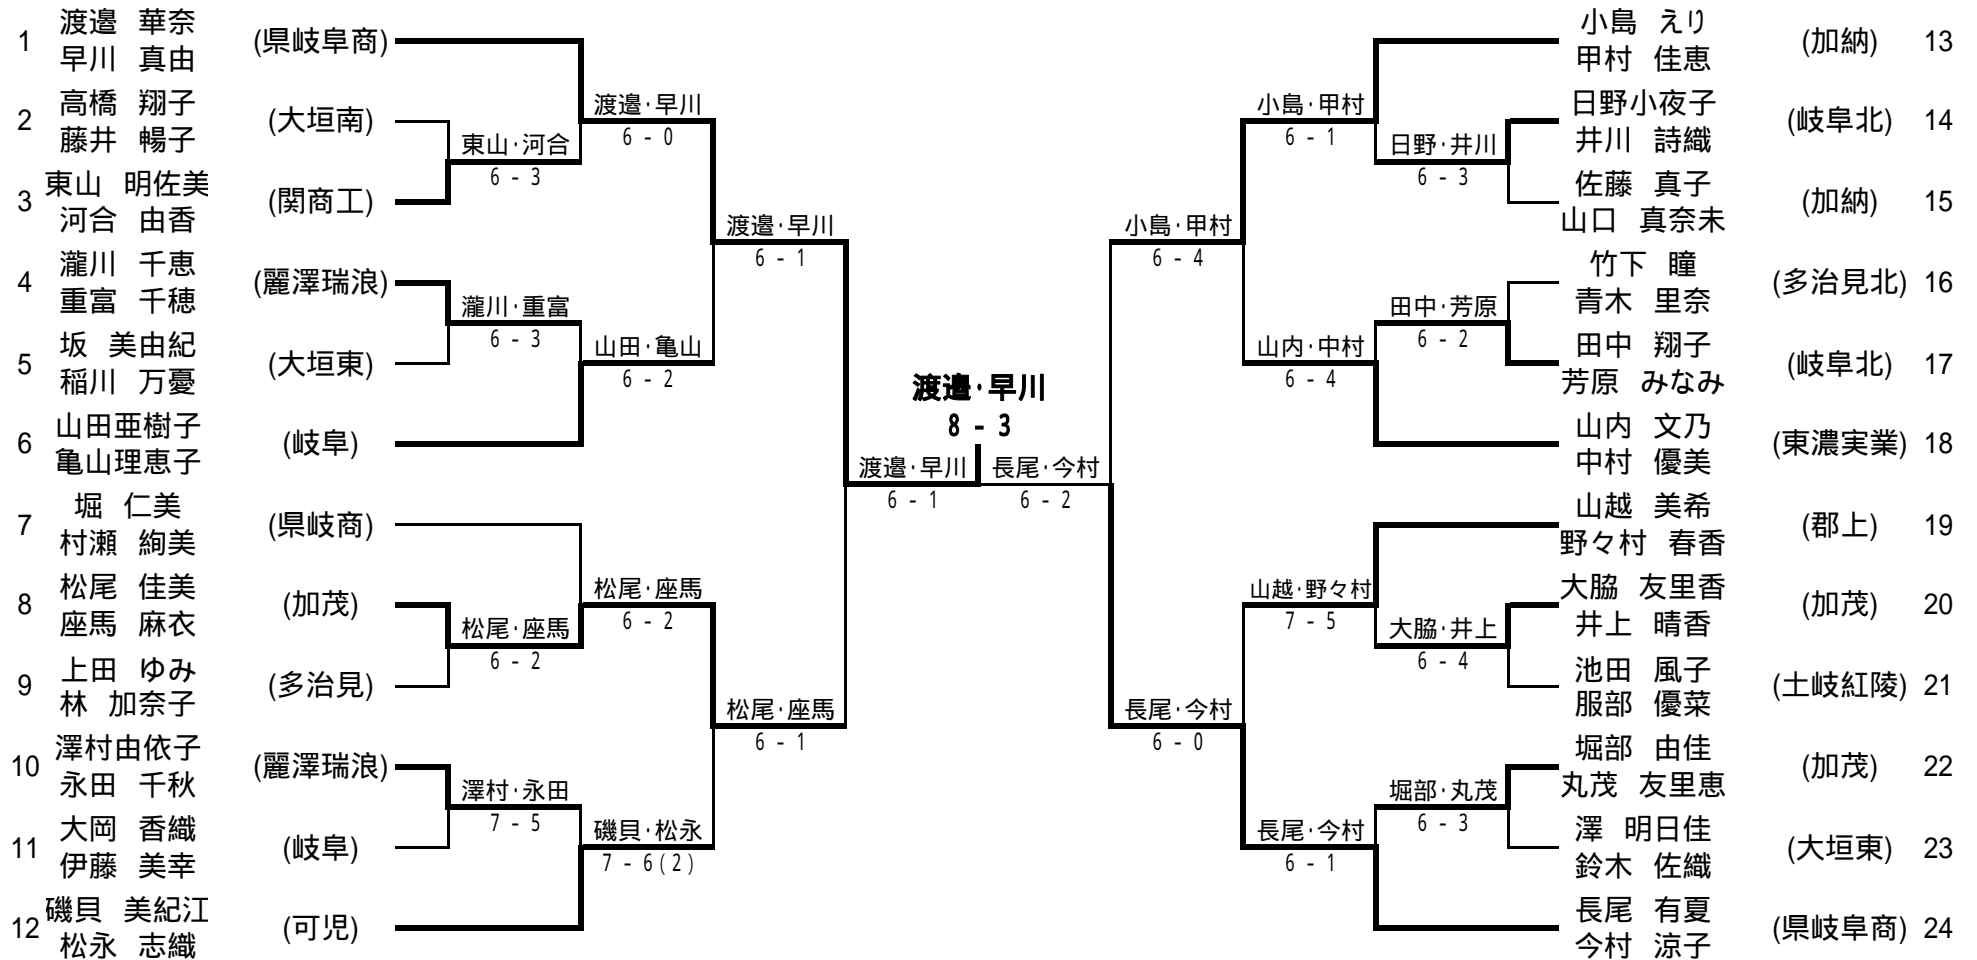 1 渡邉 華奈 早川 真由 (県岐阜商)
2 高橋 翔子 藤井 暢子 (大垣南)
3 東山 明佐美 河合 由香 (関商工)
4 瀧川 千恵 重富 千穂 (麗澤瑞浪)
5 坂 美由紀 稲川 万憂 (大垣東)
6 山田亜樹子 亀山理恵子 (岐阜)
7 堀 仁美 村瀬 絢美 (県岐商)
8 松尾 佳美 座馬 麻衣 (加茂)
9 上田 ゆみ 林 加奈子 (多治見)
10 澤村由依子 永田 千秋 (麗澤瑞浪)
11 大岡 香織 伊藤 美幸 (岐阜)
12 磯貝 美紀江 松永 志織 (可児)
東山・河合
6 - 3
瀧川・重富
6 - 3
松尾・座馬
6 - 2
澤村・永田
7 - 5
渡邉・早川
6 - 0
山田・亀山
6 - 2
松尾・座馬
6 - 2
磯貝・松永
7 - 6(2)
渡邉・早川
6 - 1
松尾・座馬
6 - 1
渡邉・早川
6 - 1
渡邉・早川
8 - 3
長尾・今村
6 - 2
小島・甲村
6 - 4
長尾・今村
6 - 0
小島・甲村
6 - 1
山内・中村
6 - 4
山越・野々村
7 - 5
長尾・今村
6 - 1
日野・井川
6 - 3
田中・芳原
6 - 2
大脇・井上
6 - 4
堀部・丸茂
6 - 3
小島 えり 甲村 佳恵 (加納) 13
日野小夜子 井川 詩織 (岐阜北) 14
佐藤 真子 山口 真奈未 (加納) 15
竹下 瞳 青木 里奈 (多治見北) 16
田中 翔子 芳原 みなみ (岐阜北) 17
山内 文乃 中村 優美 (東濃実業) 18
山越 美希 野々村 春香 (郡上) 19
大脇 友里香 井上 晴香 (加茂) 20
池田 風子 服部 優菜 (土岐紅陵) 21
堀部 由佳 丸茂 友里恵 (加茂) 22
澤 明日佳 鈴木 佐織 (大垣東) 23
長尾 有夏 今村 涼子 (県岐阜商) 24